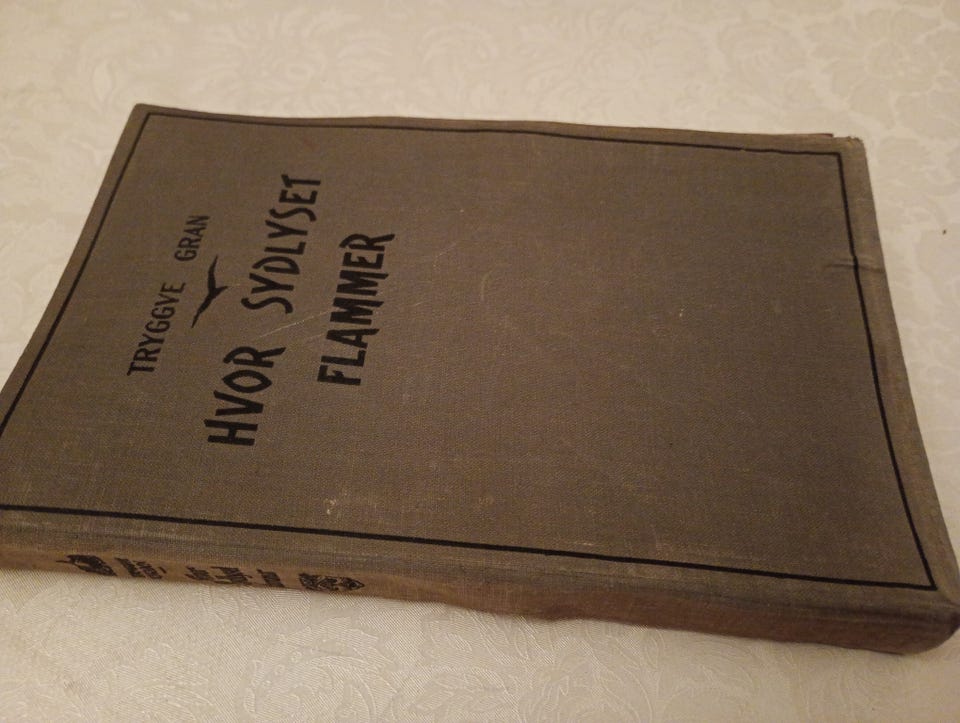 TRYGGVE GRAN
HVOR SYDLYSET
FLAMMER